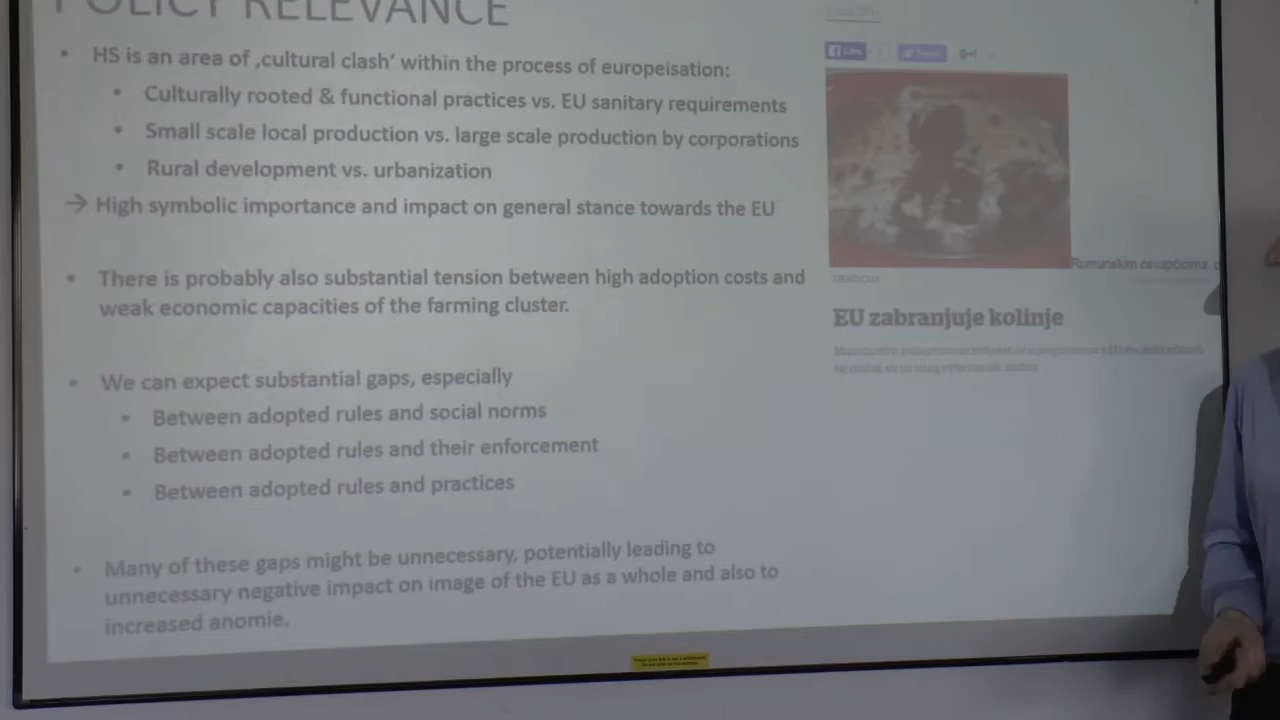 POLICY RELEVANCE
• HS is an area of ‚cultural clash‘ within the process of europeisation:
• Culturally rooted & functional practices vs. EU sanitary requirements
• Small scale local production vs. large scale production by corporations
• Rural development vs. urbanization
→ High symbolic importance and impact on general stance towards the EU
• There is probably also substantial tension between high adoption costs and
weak economic capacities of the farming cluster.
• We can expect substantial gaps, especially
• Between adopted rules and social norms
• Between adopted rules and their enforcement
• Between adopted rules and practices
• Many of these gaps might be unnecessary, potentially leading to
unnecessary negative impact on image of the EU as a whole and also to
increased anomie.
Like
Tweet
G+
Rumunskim ćevapčićima
EU zabranjuje kolinje